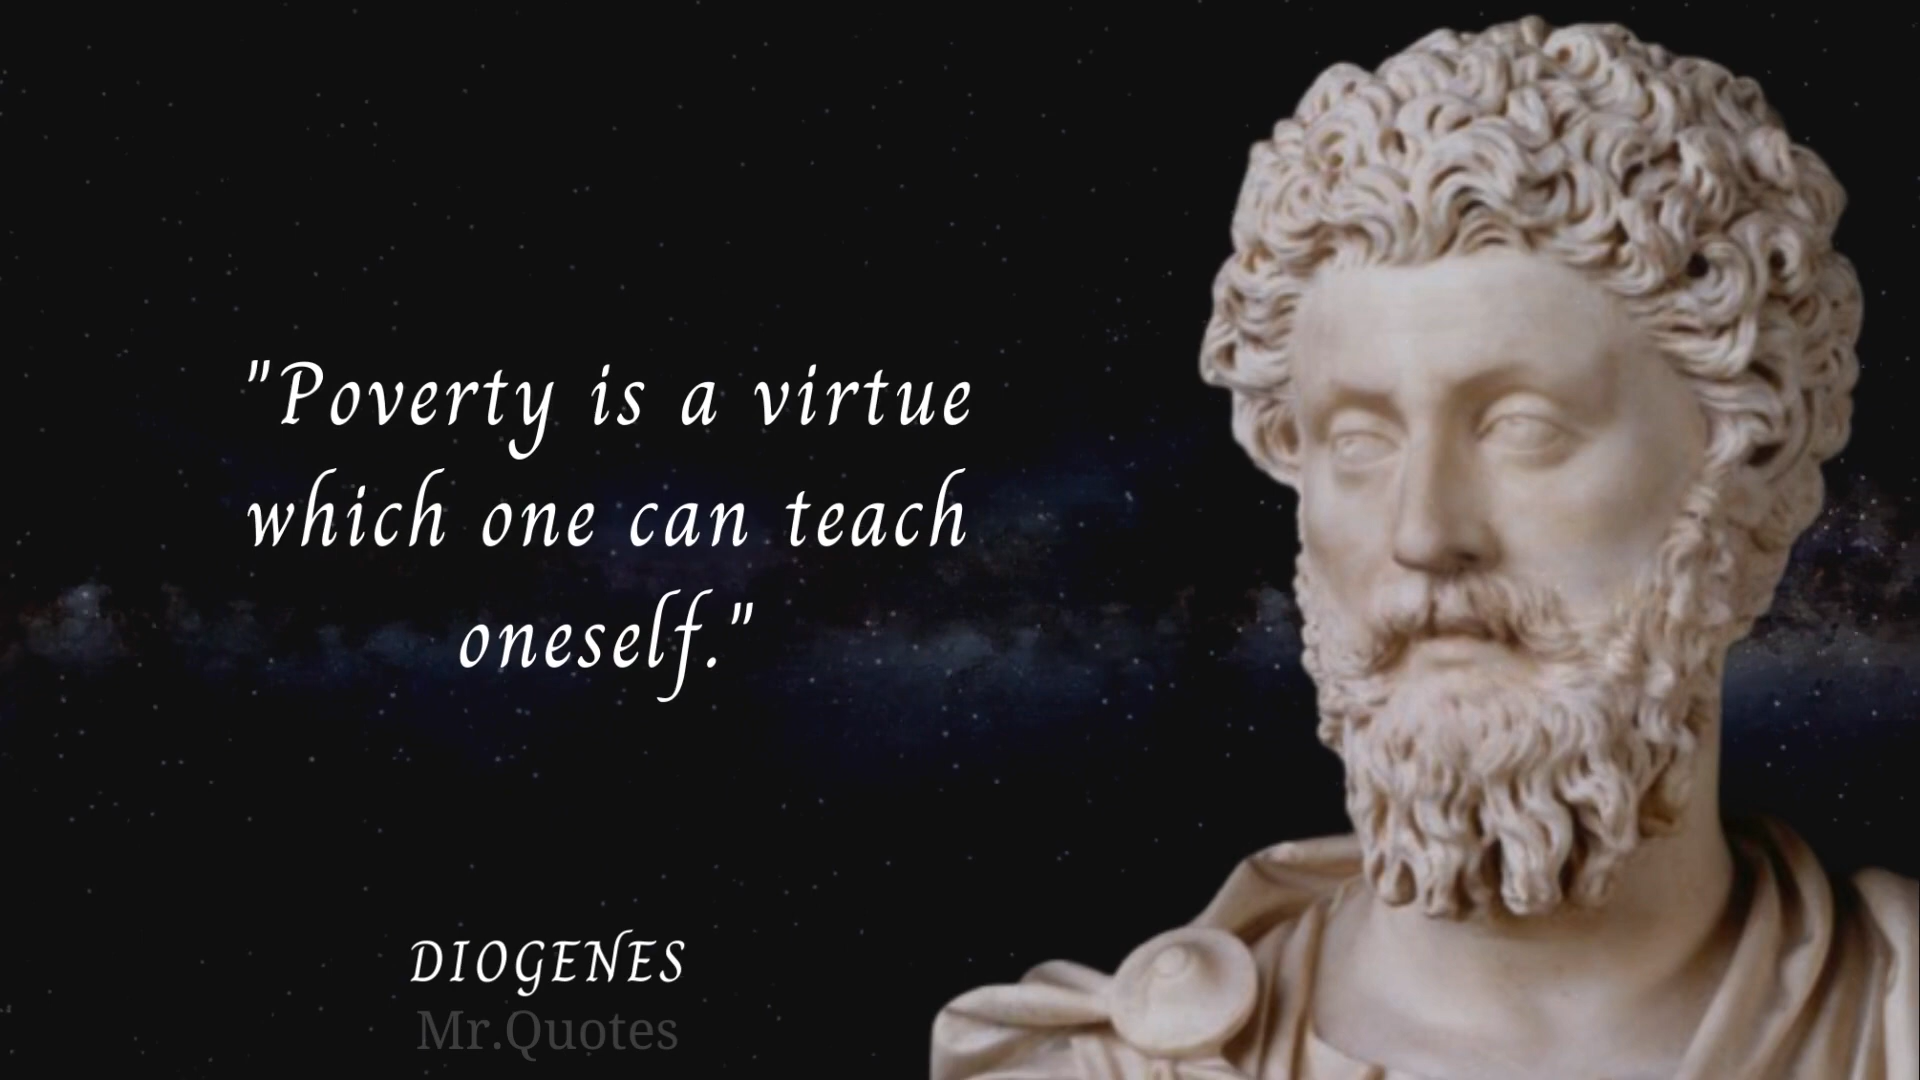 "Poverty is a virtue
which one can teach
oneself."
DIOGENES
Mr.Quotes